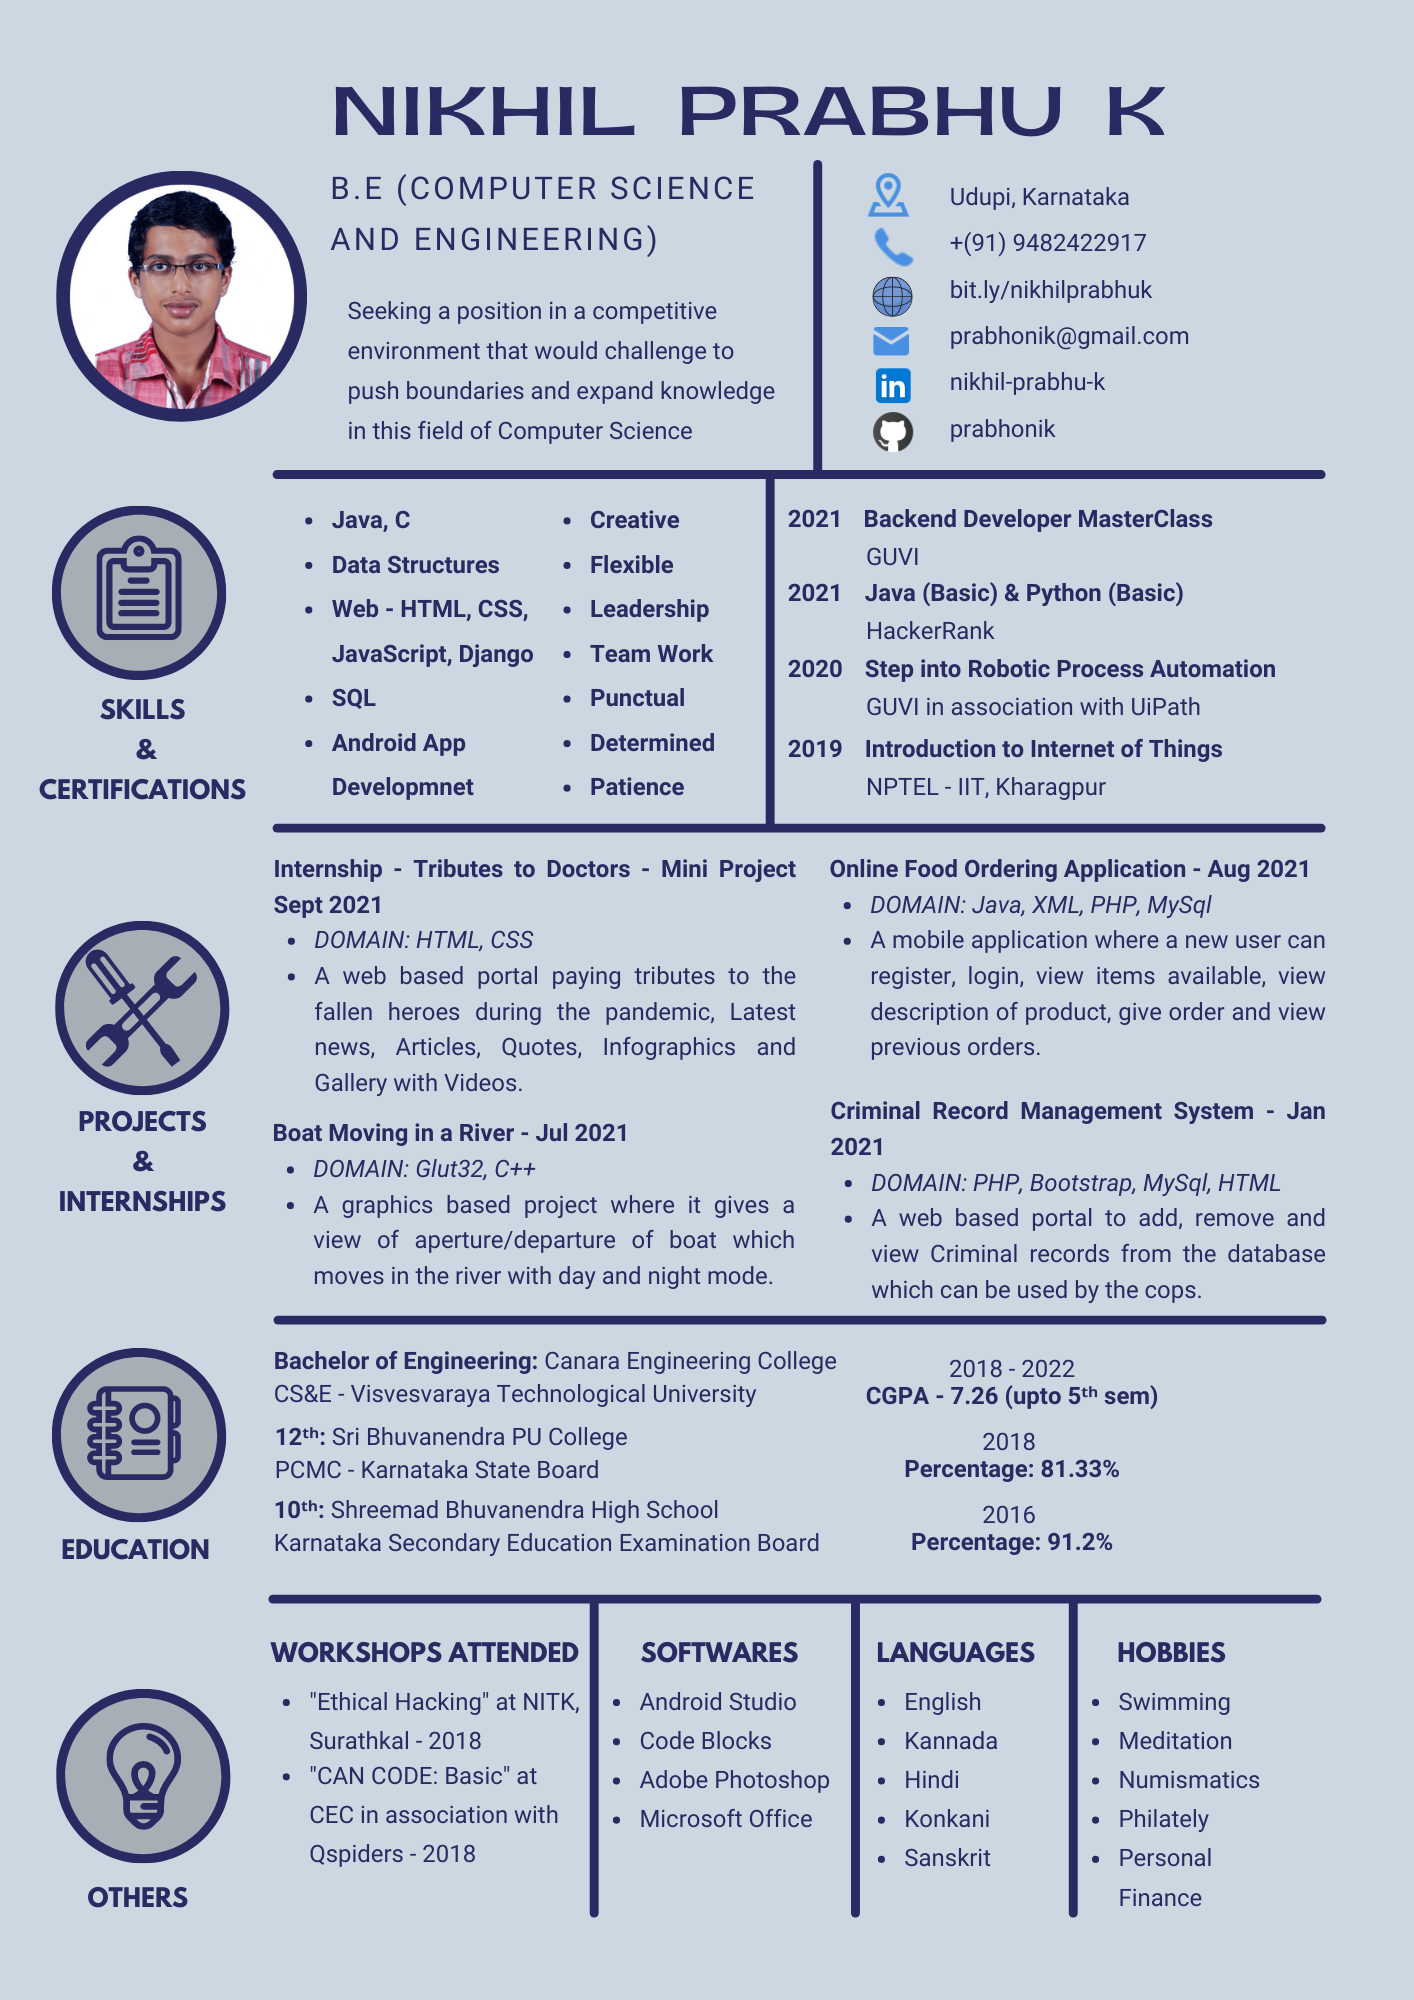 NIKHIL PRABHU K
B.E (COMPUTER SCIENCE
AND ENGINEERING)
Seeking a position in a competitive
environment that would challenge to
push boundaries and expand knowledge
in this field of Computer Science
Udupi, Karnataka
+(91) 9482422917
bit.ly/nikhilprabhuk
prabhonik@gmail.com
in
nikhil-prabhu-k
prabhonik
SKILLS
&
CERTIFICATIONS
• Java, C
• Data Structures
• Web - HTML, CSS,
JavaScript, Django
• SQL
• Android App
Developmnet
• Creative
• Flexible
• Leadership
• Team Work
• Punctual
• Determined
• Patience
2021 Backend Developer MasterClass
GUVI
2021 Java (Basic) & Python (Basic)
HackerRank
2020 Step into Robotic Process Automation
GUVI in association with UiPath
2019 Introduction to Internet of Things
NPTEL - IIT, Kharagpur
PROJECTS
&
INTERNSHIPS
Internship - Tributes to Doctors - Mini Project
Sept 2021
• DOMAIN: HTML, CSS
• A web based portal paying tributes to the
fallen heroes during the pandemic, Latest
news, Articles, Quotes, Infographics and
Gallery with Videos.
Boat Moving in a River - Jul 2021
• DOMAIN: Glut32, C++
• A graphics based project where it gives a
view of aperture/departure of boat which
moves in the river with day and night mode.
Online Food Ordering Application - Aug 2021
• DOMAIN: Java, XML, PHP, MySql
• A mobile application where a new user can
register, login, view items available, view
description of product, give order and view
previous orders.
Criminal Record Management System - Jan
2021
• DOMAIN: PHP, Bootstrap, MySql, HTML
• A web based portal to add, remove and
view Criminal records from the database
which can be used by the cops.
EDUCATION
Bachelor of Engineering: Canara Engineering College
CS&E - Visvesvaraya Technological University
2018 - 2022
CGPA - 7.26 (upto 5ᵗʰ sem)
12ᵗʰ: Sri Bhuvanendra PU College
PCMC - Karnataka State Board
2018
Percentage: 81.33%
10ᵗʰ: Shreemad Bhuvanendra High School
Karnataka Secondary Education Examination Board
2016
Percentage: 91.2%
OTHERS
WORKSHOPS ATTENDED
• "Ethical Hacking" at NITK,
Surathkal - 2018
• "CAN CODE: Basic" at
CEC in association with
Qspiders - 2018
SOFTWARES
• Android Studio
• Code Blocks
• Adobe Photoshop
• Microsoft Office
LANGUAGES
• English
• Kannada
• Hindi
• Konkani
• Sanskrit
HOBBIES
• Swimming
• Meditation
• Numismatics
• Philately
• Personal
Finance